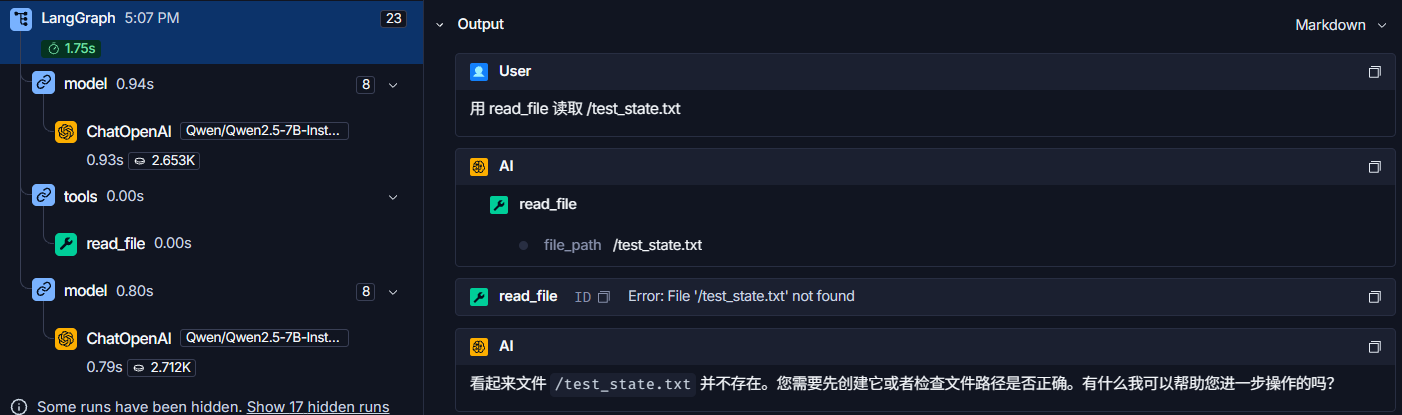 LangGraph 5:07 PM 23
1.75s
model 0.94s 8
ChatOpenAI Qwen/Qwen2.5-7B-Inst...
0.93s 2.653K
tools 0.00s
read_file 0.00s
model 0.80s 8
ChatOpenAI Qwen/Qwen2.5-7B-Inst...
0.79s 2.712K
Some runs have been hidden. Show 17 hidden runs
Output Markdown
User
用 read_file 读取 /test_state.txt
AI
read_file
file_path /test_state.txt
read_file ID Error: File '/test_state.txt' not found
AI
看起来文件 /test_state.txt 并不存在。您需要先创建它或者检查文件路径是否正确。有什么我可以帮助您进一步操作的吗？